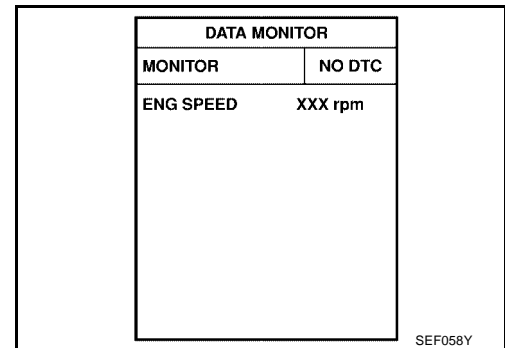 DATA MONITOR
MONITOR NO DTC
ENG SPEED XXX rpm
SEF058Y